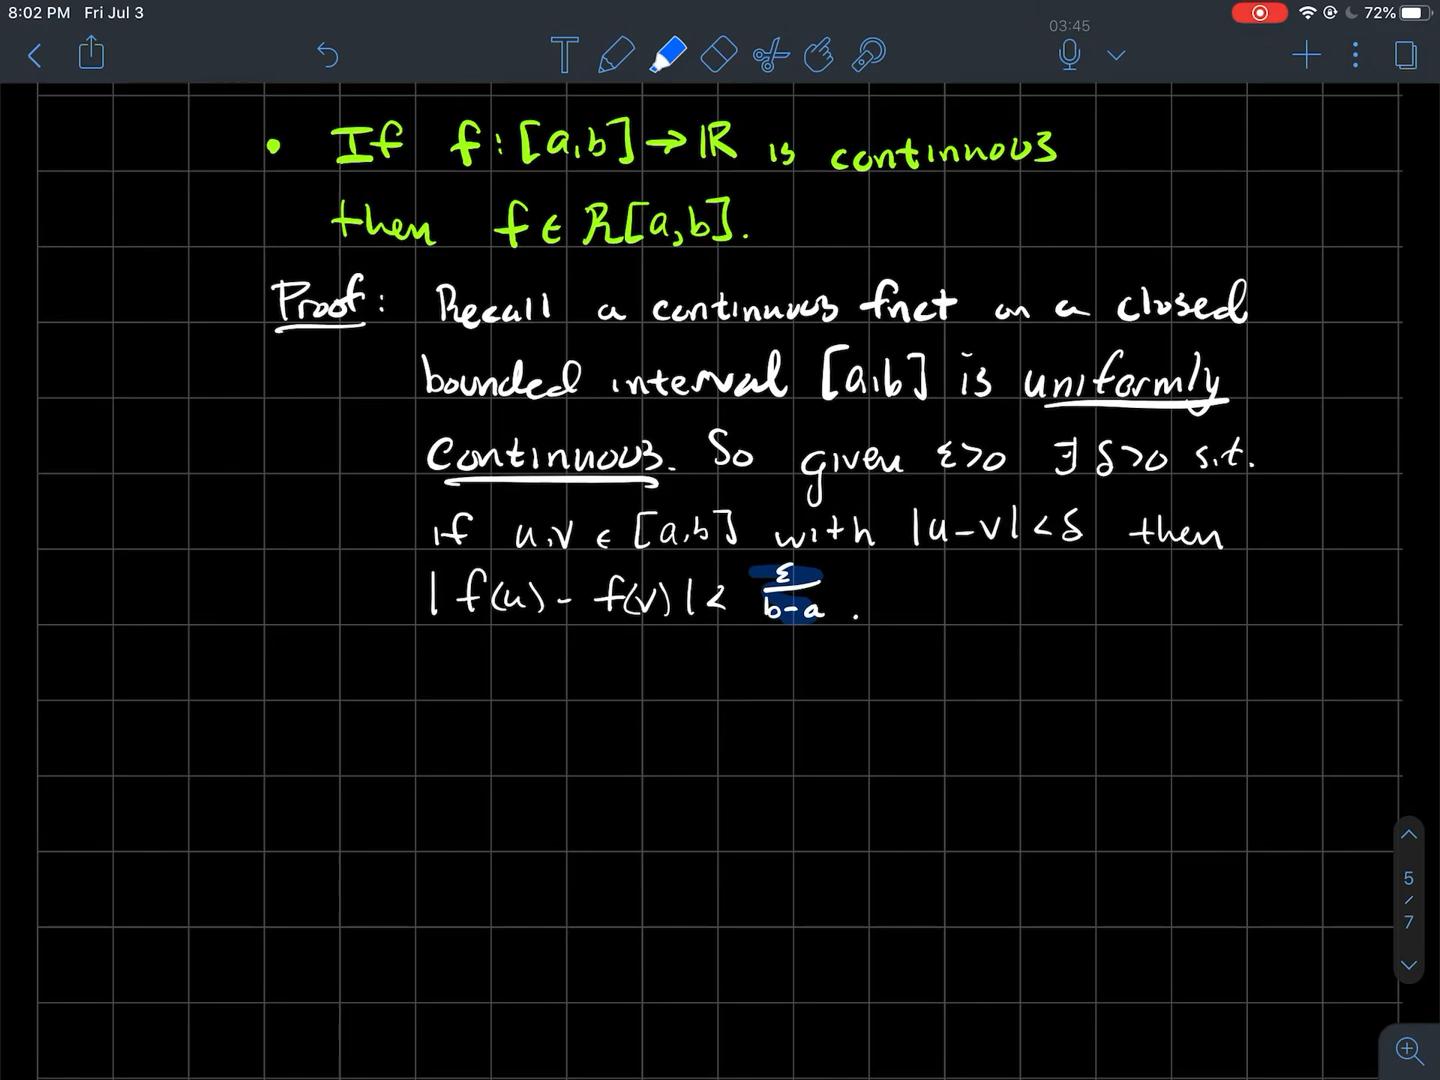 8:02 PM Fri Jul 3
72%
03:45
• If f : [a,b] → ℝ is continuous
then f ∈ ℛ[a,b].
Proof: Recall a continuous fnct on a closed
bounded interval [a,b] is uniformly
continuous. So given ε>0 ∃ δ>0 s.t.
if u,v ∈ [a,b] with |u-v| < δ then
|f(u) - f(v)| < ε/(b-a).
5
/
7